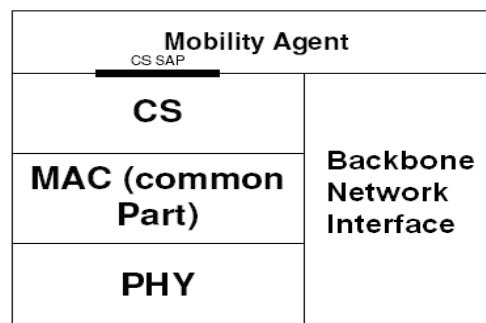 Mobility Agent
CS SAP
CS
MAC (common
Part)
PHY
Backbone
Network
Interface